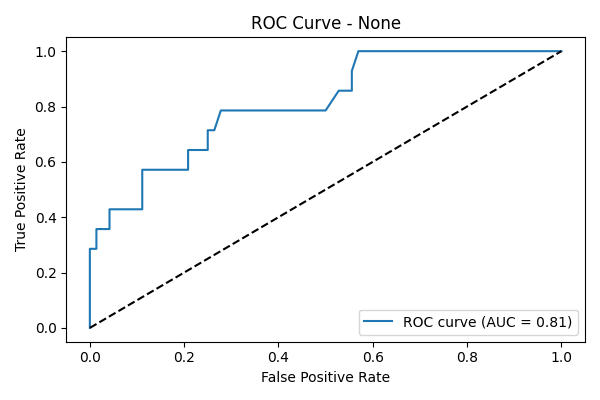 ROC Curve - None
1.0
0.8
0.6
0.4
0.2
0.0
True Positive Rate
0.0 0.2 0.4 0.6 0.8 1.0
False Positive Rate
ROC curve (AUC = 0.81)